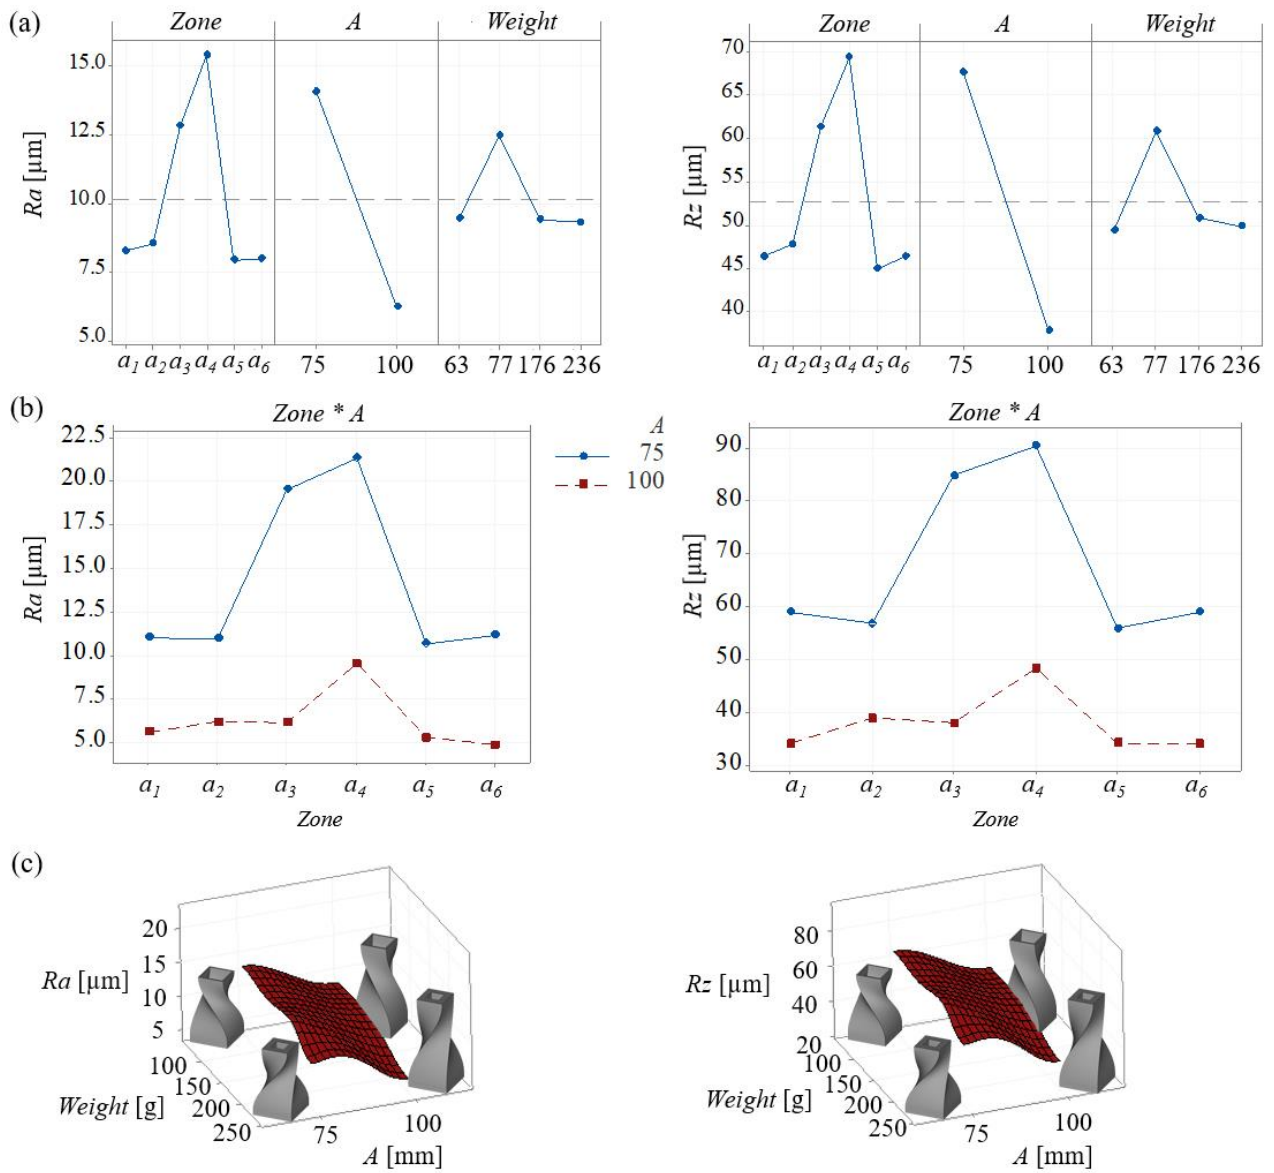 (a)
Zone A Weight
Ra [µm]
15.0
12.5
10.0
7.5
5.0
a1 a2 a3 a4 a5 a6 75 100 63 77 176 236
Zone A Weight
Rz [µm]
70
65
60
55
50
45
40
a1 a2 a3 a4 a5 a6 75 100 63 77 176 236
(b)
Zone * A
Ra [µm]
22.5
20.0
17.5
15.0
12.5
10.0
7.5
5.0
a1 a2 a3 a4 a5 a6
Zone
A
75
100
Zone * A
Rz [µm]
90
80
70
60
50
40
30
a1 a2 a3 a4 a5 a6
Zone
(c)
Ra [µm]
20
15
10
5
100
150
200
250
Weight [g]
75
100
A [mm]
Rz [µm]
80
60
40
20
100
150
200
250
Weight [g]
75
100
A [mm]